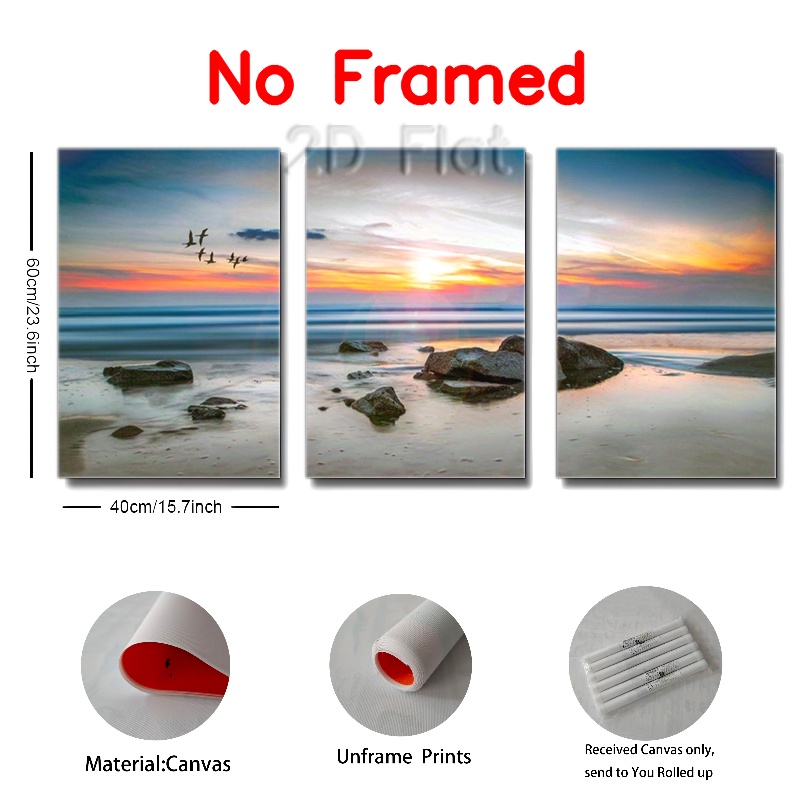 No Framed
2D Flat
60cm/23.6inch
40cm/15.7inch
Material:Canvas
Unframe Prints
Received Canvas only,
send to You Rolled up